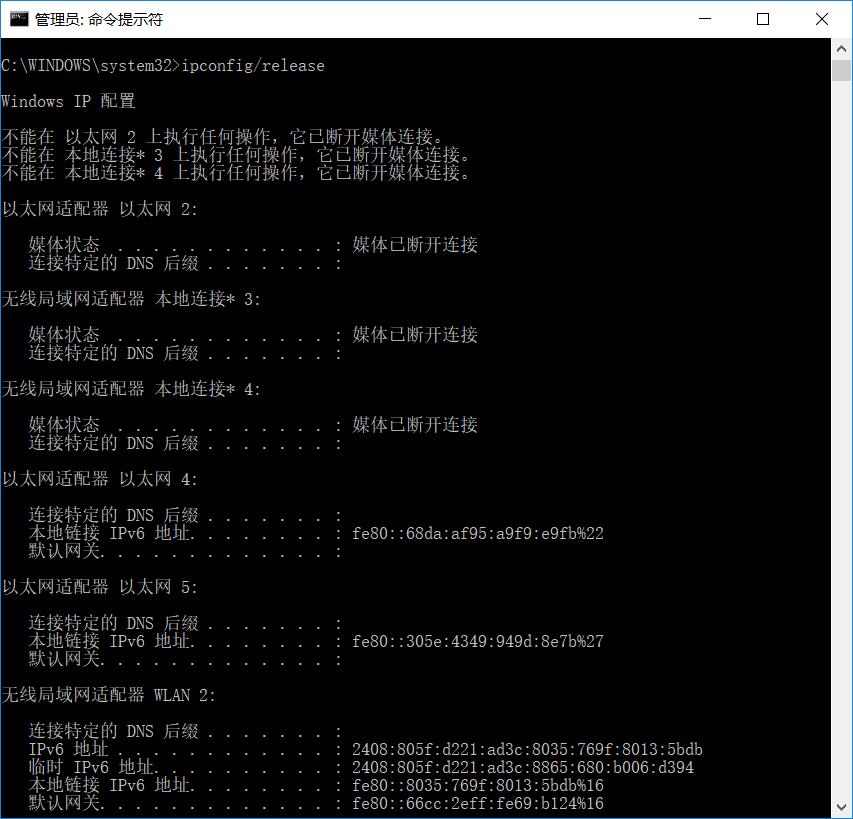 管理员: 命令提示符
C:\WINDOWS\system32>ipconfig/release
Windows IP 配置
不能在 以太网 2 上执行任何操作，它已断开媒体连接。
不能在 本地连接* 3 上执行任何操作，它已断开媒体连接。
不能在 本地连接* 4 上执行任何操作，它已断开媒体连接。
以太网适配器 以太网 2:
媒体状态  . . . . . . . . . . . . : 媒体已断开连接
连接特定的 DNS 后缀 . . . . . . . :
无线局域网适配器 本地连接* 3:
媒体状态  . . . . . . . . . . . . : 媒体已断开连接
连接特定的 DNS 后缀 . . . . . . . :
无线局域网适配器 本地连接* 4:
媒体状态  . . . . . . . . . . . . : 媒体已断开连接
连接特定的 DNS 后缀 . . . . . . . :
以太网适配器 以太网 4:
连接特定的 DNS 后缀 . . . . . . . :
本地链接 IPv6 地址. . . . . . . . : fe80::68da:af95:a9f9:e9fb%22
默认网关. . . . . . . . . . . . . :
以太网适配器 以太网 5:
连接特定的 DNS 后缀 . . . . . . . :
本地链接 IPv6 地址. . . . . . . . : fe80::305e:4349:949d:8e7b%27
默认网关. . . . . . . . . . . . . :
无线局域网适配器 WLAN 2:
连接特定的 DNS 后缀 . . . . . . . :
IPv6 地址 . . . . . . . . . . . . : 2408:805f:d221:ad3c:8035:769f:8013:5bdb
临时 IPv6 地址. . . . . . . . . . : 2408:805f:d221:ad3c:8865:680:b006:d394
本地链接 IPv6 地址. . . . . . . . : fe80::8035:769f:8013:5bdb%16
默认网关. . . . . . . . . . . . . : fe80::66cc:2eff:fe69:b124%16